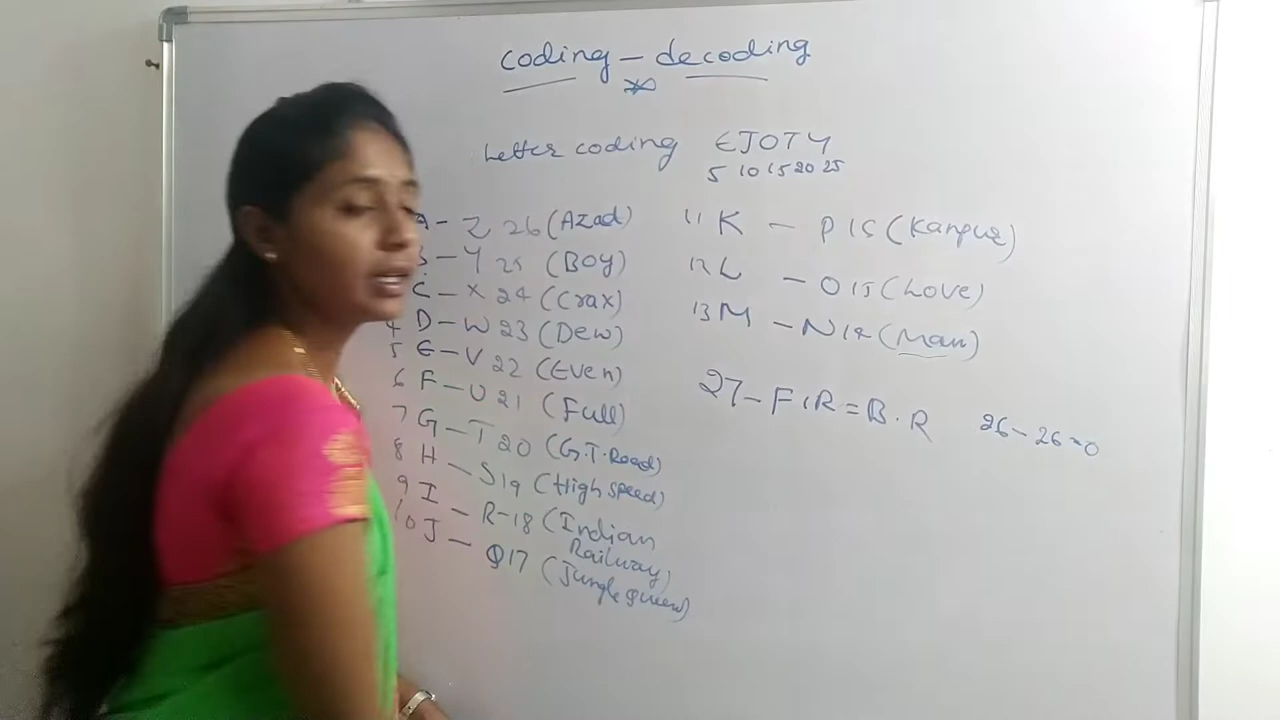 coding - decoding
Letter coding EJOTY
5 10 15 20 25
A - Z 26 (Azad)
B - Y 25 (Boy)
C - X 24 (Crax)
4 D - W 23 (Dew)
5 E - V 22 (Even)
6 F - U 21 (Full)
7 G - T 20 (G.T.Road)
8 H - S 19 (High speed)
9 I - R-18 (Indian
Railway)
10 J - Q17 (Jungle queen)
11 K - P 16 (Kanpur)
12 L - O 15 (Love)
13 M - N 14 (Man)
27 - F.R = B.R
26 - 26 = 0